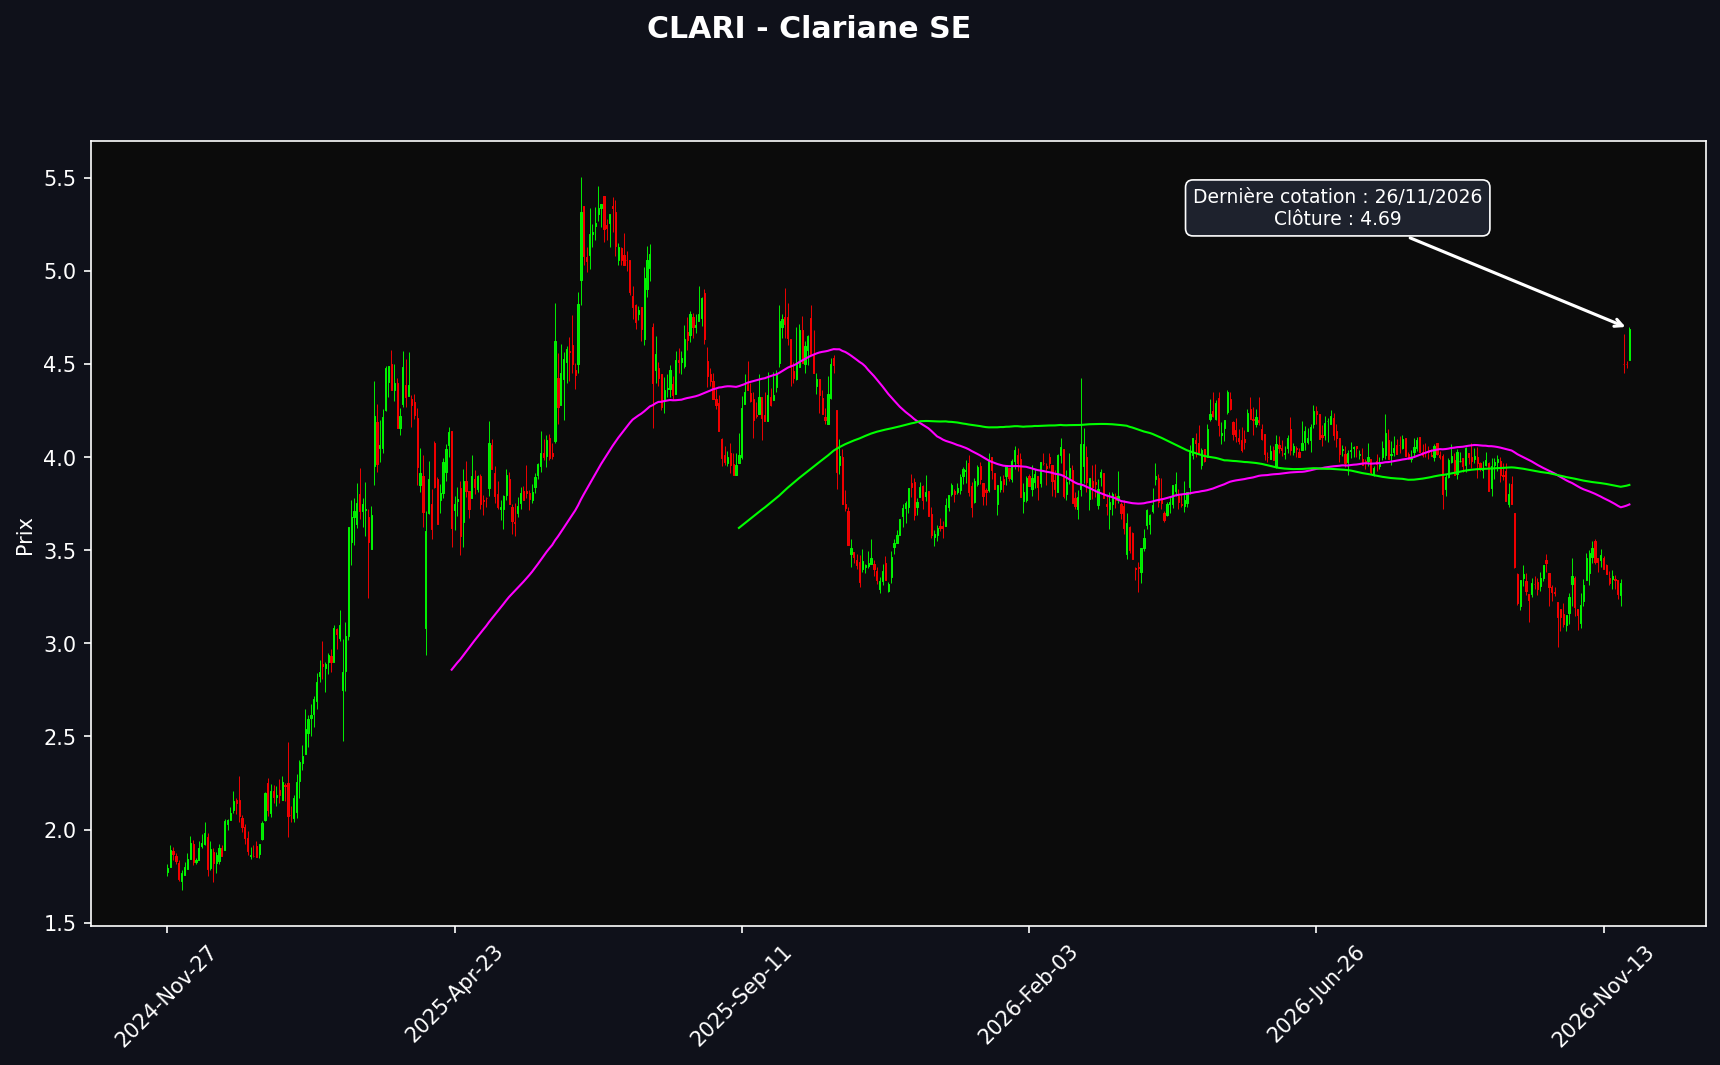 CLARI - Clariane SE
Dernière cotation : 26/11/2026
Clôture : 4.69
Prix
5.5
5.0
4.5
4.0
3.5
3.0
2.5
2.0
1.5
2024-Nov-27
2025-Apr-23
2025-Sep-11
2026-Feb-03
2026-Jun-26
2026-Nov-13